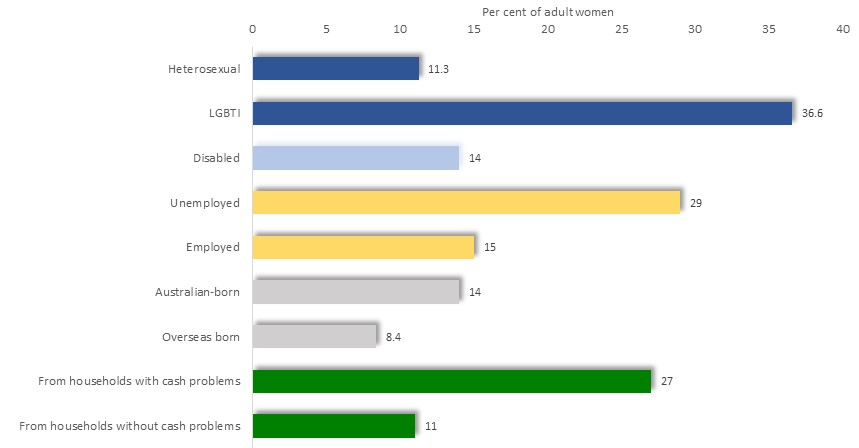 Per cent of adult women
0 5 10 15 20 25 30 35 40
Heterosexual 11.3
LGBTI 36.6
Disabled 14
Unemployed 29
Employed 15
Australian-born 14
Overseas born 8.4
From households with cash problems 27
From households without cash problems 11